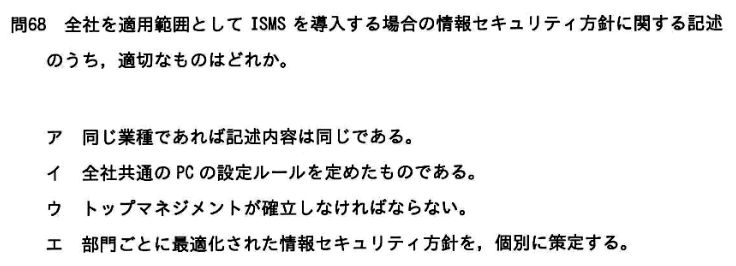 問68 全社を適用範囲として ISMS を導入する場合の情報セキュリティ方針に関する記述
のうち，適切なものはどれか。
ア 同じ業種であれば記述内容は同じである。
イ 全社共通の PC の設定ルールを定めたものである。
ウ トップマネジメントが確立しなければならない。
エ 部門ごとに最適化された情報セキュリティ方針を，個別に策定する。